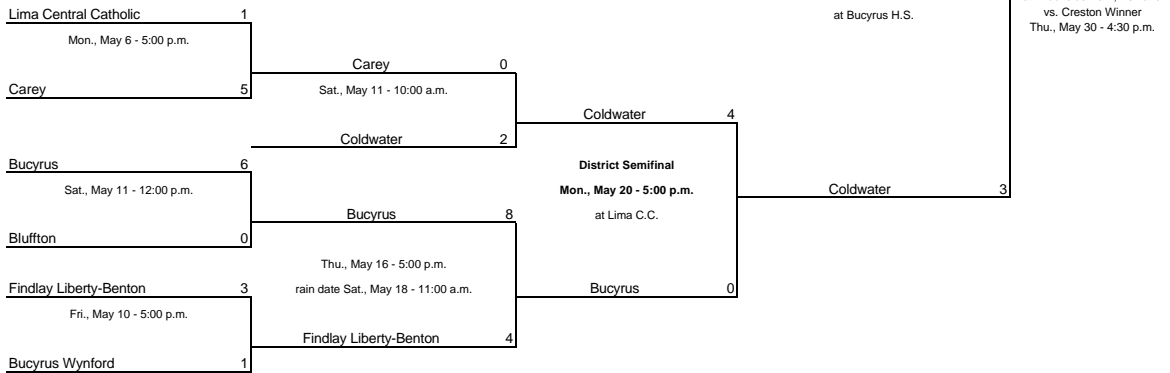 Lima Central Catholic 1
at Bucyrus H.S.
vs. Creston Winner
Thu., May 30 - 4:30 p.m.
Mon., May 6 - 5:00 p.m.
Carey 0
Carey 5
Sat., May 11 - 10:00 a.m.
Coldwater 4
Coldwater 2
Bucyrus 6
District Semifinal
Sat., May 11 - 12:00 p.m.
Mon., May 20 - 5:00 p.m.
Coldwater 3
Bucyrus 8
at Lima C.C.
Bluffton 0
Thu., May 16 - 5:00 p.m.
Findlay Liberty-Benton 3
rain date Sat., May 18 - 11:00 a.m.
Bucyrus 0
Fri., May 10 - 5:00 p.m.
Findlay Liberty-Benton 4
Bucyrus Wynford 1